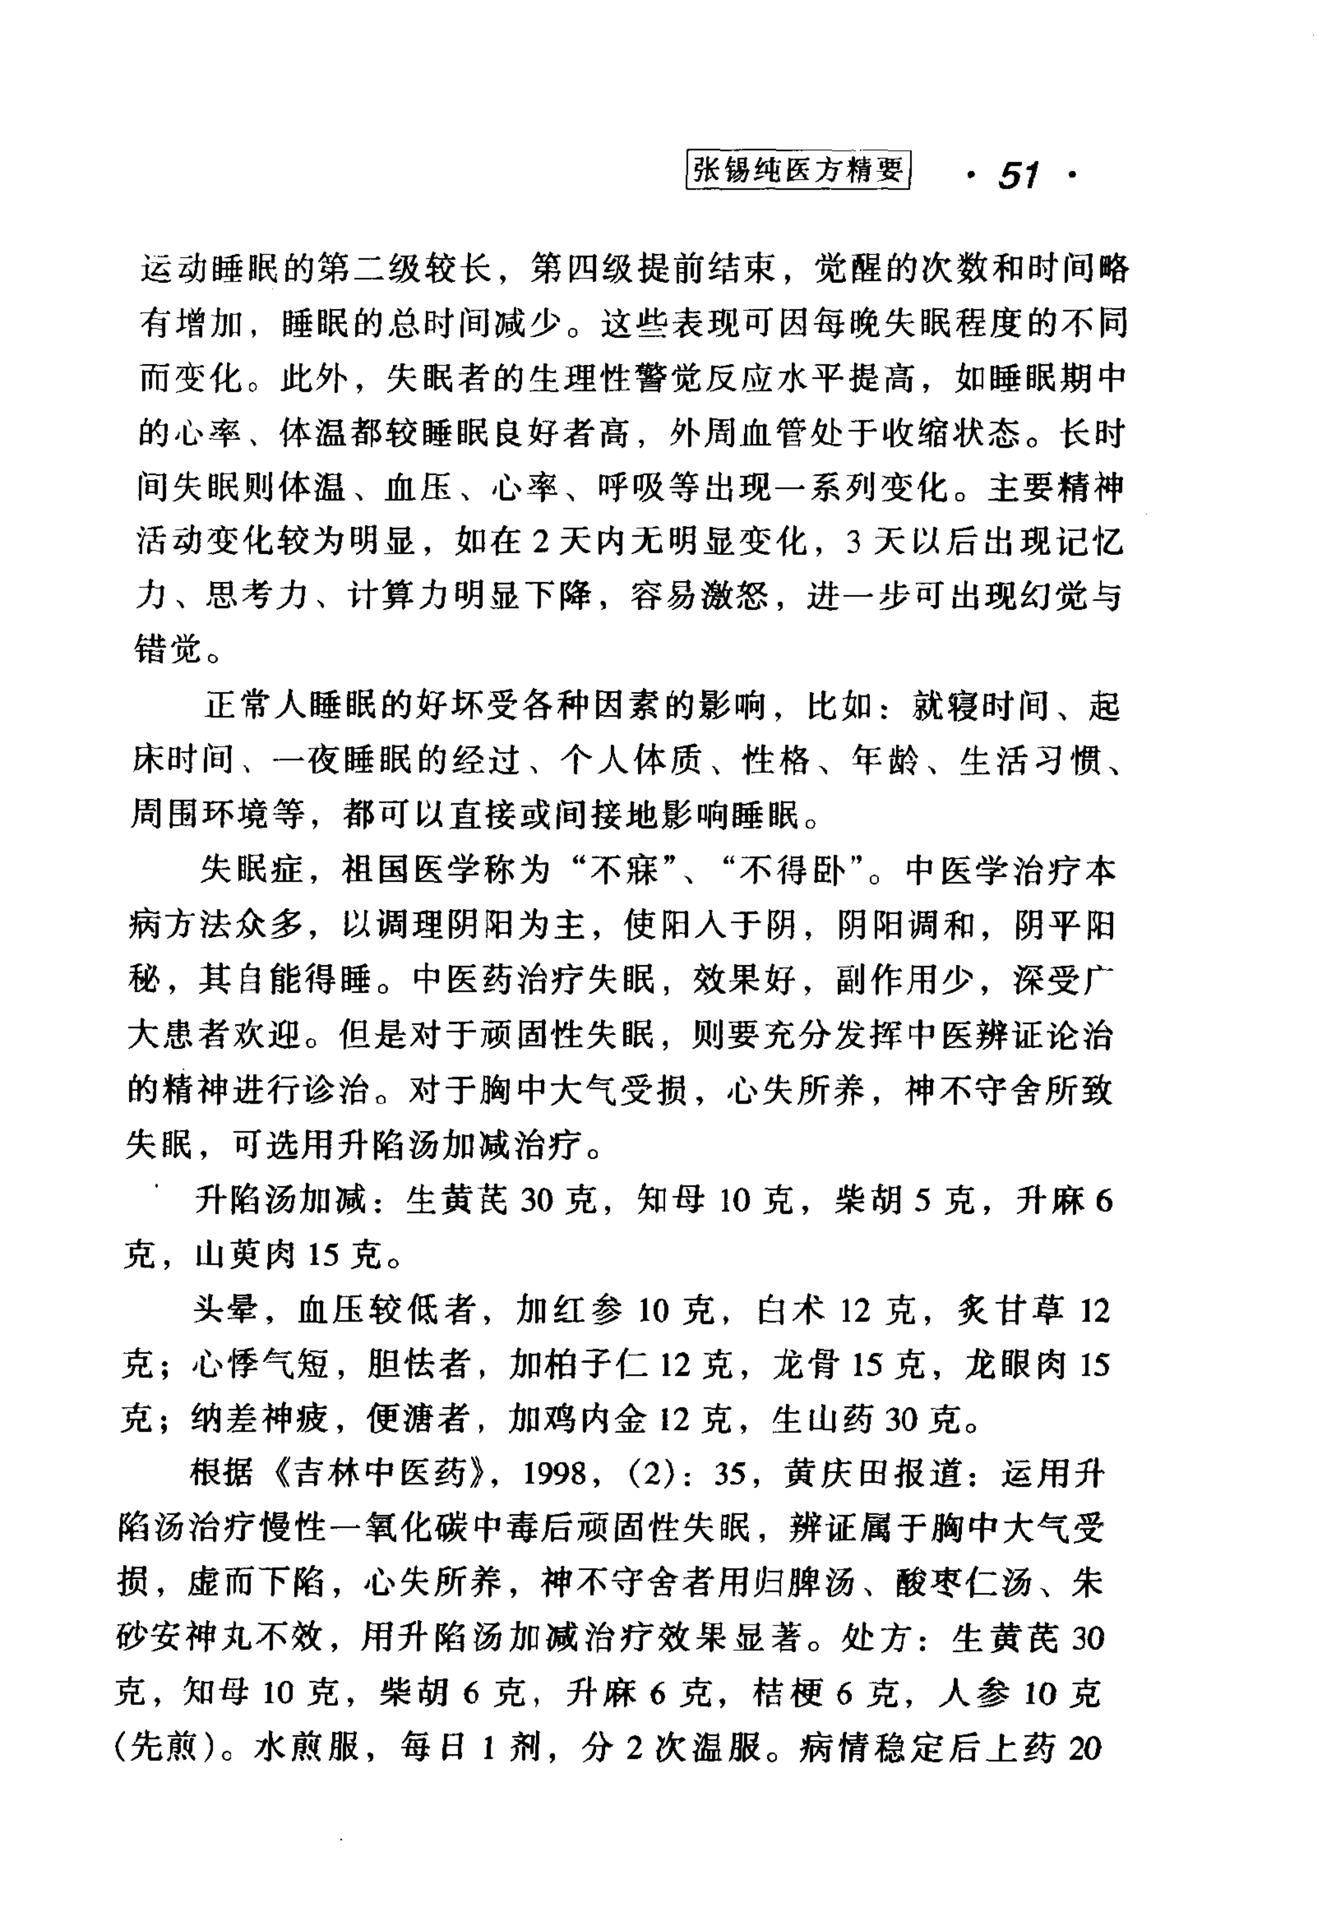 张锡纯医方精要 · 51 ·
运动睡眠的第二级较长，第四级提前结束，觉醒的次数和时间略
有增加，睡眠的总时间减少。这些表现可因每晚失眠程度的不同
而变化。此外，失眠者的生理性警觉反应水平提高，如睡眠期中
的心率、体温都较睡眠良好者高，外周血管处于收缩状态。长时
间失眠则体温、血压、心率、呼吸等出现一系列变化。主要精神
活动变化较为明显，如在 2 天内无明显变化，3 天以后出现记忆
力、思考力、计算力明显下降，容易激怒，进一步可出现幻觉与
错觉。
正常人睡眠的好坏受各种因素的影响，比如：就寝时间、起
床时间、一夜睡眠的经过、个人体质、性格、年龄、生活习惯、
周围环境等，都可以直接或间接地影响睡眠。
失眠症，祖国医学称为“不寐”、“不得卧”。中医学治疗本
病方法众多，以调理阴阳为主，使阳入于阴，阴阳调和，阴平阳
秘，其自能得睡。中医药治疗失眠，效果好，副作用少，深受广
大患者欢迎。但是对于顽固性失眠，则要充分发挥中医辨证论治
的精神进行诊治。对于胸中大气受损，心失所养，神不守舍所致
失眠，可选用升陷汤加减治疗。
升陷汤加减：生黄芪 30 克，知母 10 克，柴胡 5 克，升麻 6
克，山萸肉 15 克。
头晕，血压较低者，加红参 10 克，白术 12 克，炙甘草 12
克；心悸气短，胆怯者，加柏子仁 12 克，龙骨 15 克，龙眼肉 15
克；纳差神疲，便溏者，加鸡内金 12 克，生山药 30 克。
根据《吉林中医药》，1998，(2)：35，黄庆田报道：运用升
陷汤治疗慢性一氧化碳中毒后顽固性失眠，辨证属于胸中大气受
损，虚而下陷，心失所养，神不守舍者用归脾汤、酸枣仁汤、朱
砂安神丸不效，用升陷汤加减治疗效果显著。处方：生黄芪 30
克，知母 10 克，柴胡 6 克，升麻 6 克，桔梗 6 克，人参 10 克
(先煎)。水煎服，每日 1 剂，分 2 次温服。病情稳定后上药 20